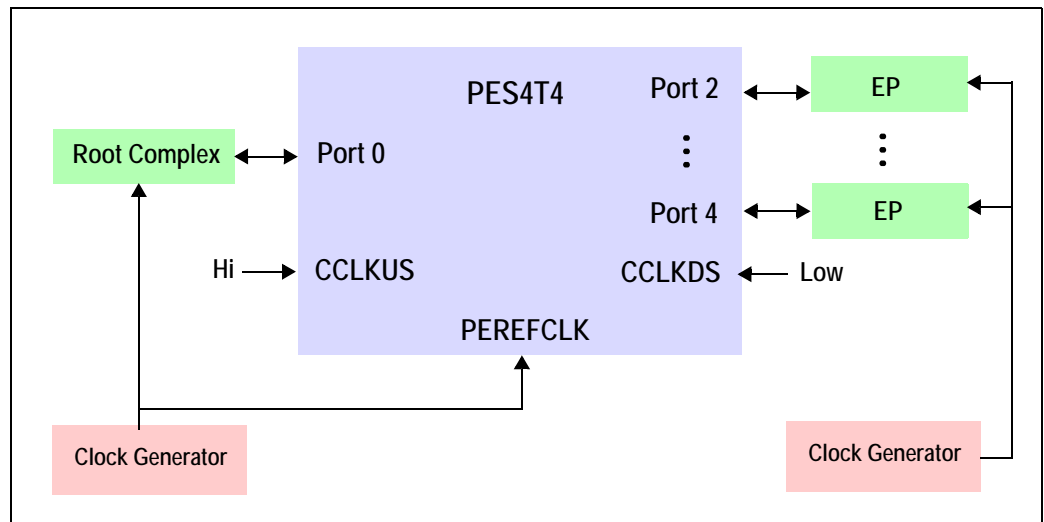 PES4T4
Port 2
EP
Root Complex
Port 0
Port 4
EP
Hi
CCLKUS
CCLKDS
Low
PEREFCLK
Clock Generator
Clock Generator